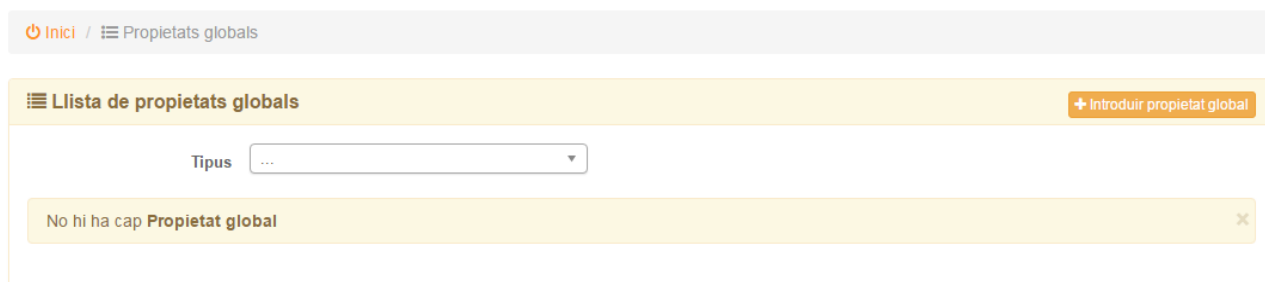 Inici / Propietats globals
Llista de propietats globals
Introduir propietat global
Tipus ...
No hi ha cap Propietat global